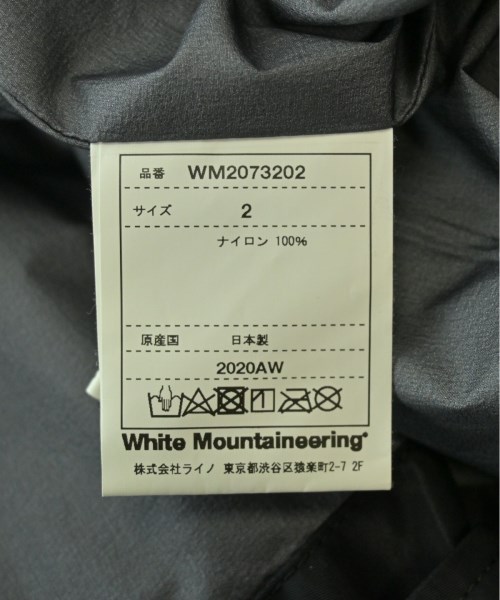 品番 WM2073202
サイズ 2
ナイロン 100%
原産国 日本製
2020AW
White Mountaineering®
株式会社ライノ 東京都渋谷区猿楽町2-7 2F